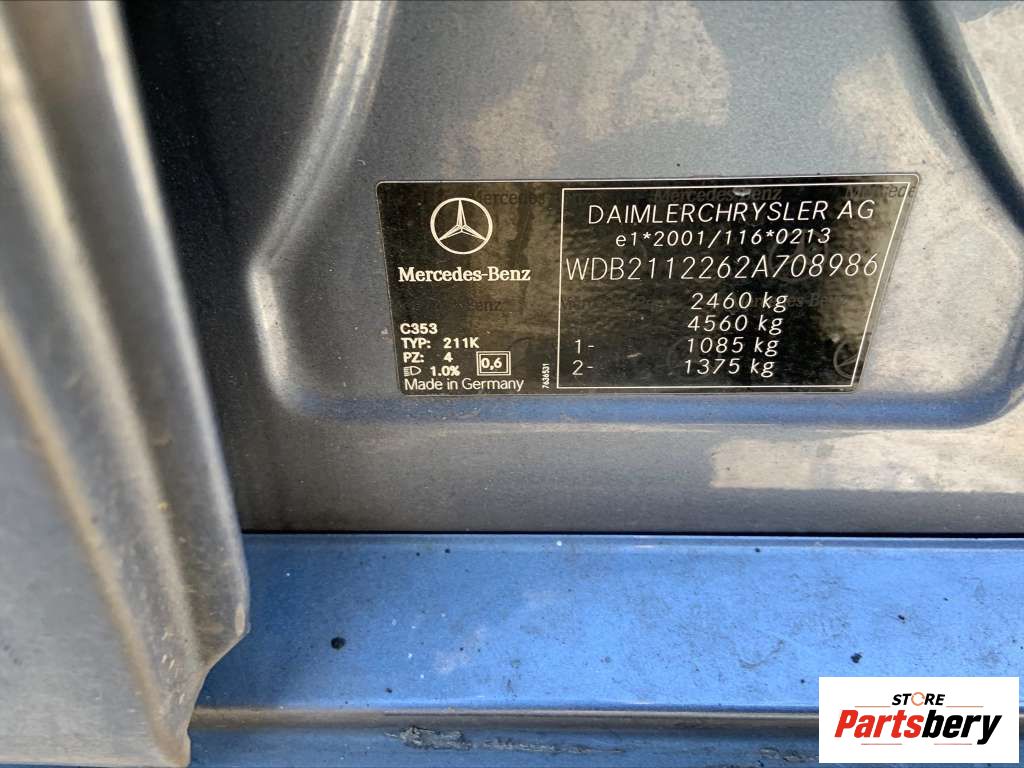 Mercedes-Benz
C353
TYP: 211K
PZ: 4
1.0% 0,6
Made in Germany
7636531
DAIMLERCHRYSLER AG
e1*2001/116*0213
WDB2112262A708986
2460 kg
4560 kg
1- 1085 kg
2- 1375 kg
STORE
Partsbery